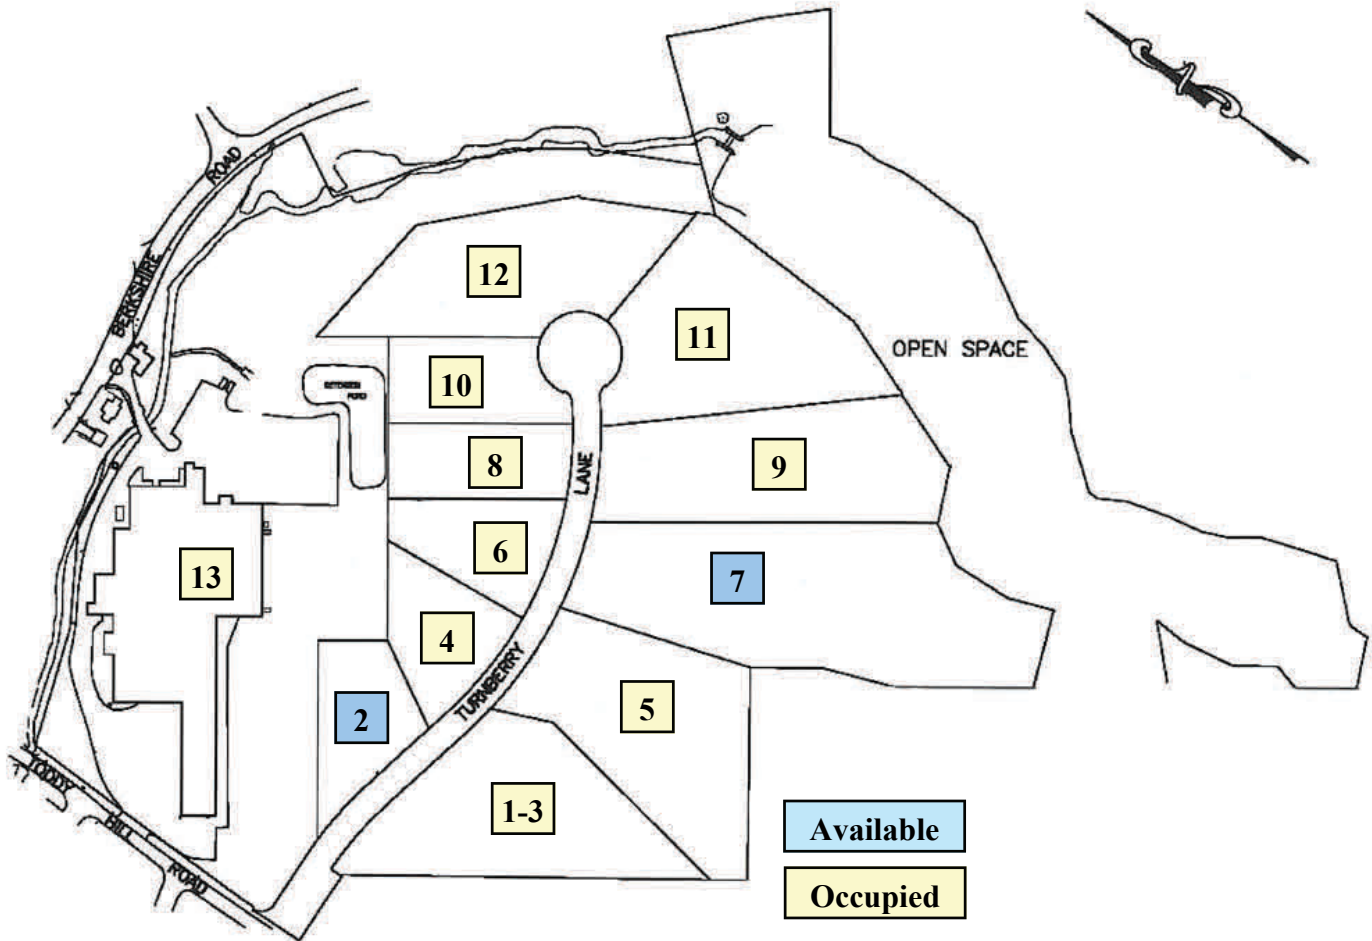 ROAD
BERKSHIRE
12
11
OPEN SPACE
10
POND
8
LANE
9
6
13
7
4
TURNBERRY
2
5
1-3
TODDY
HILL
ROAD
Available
Occupied